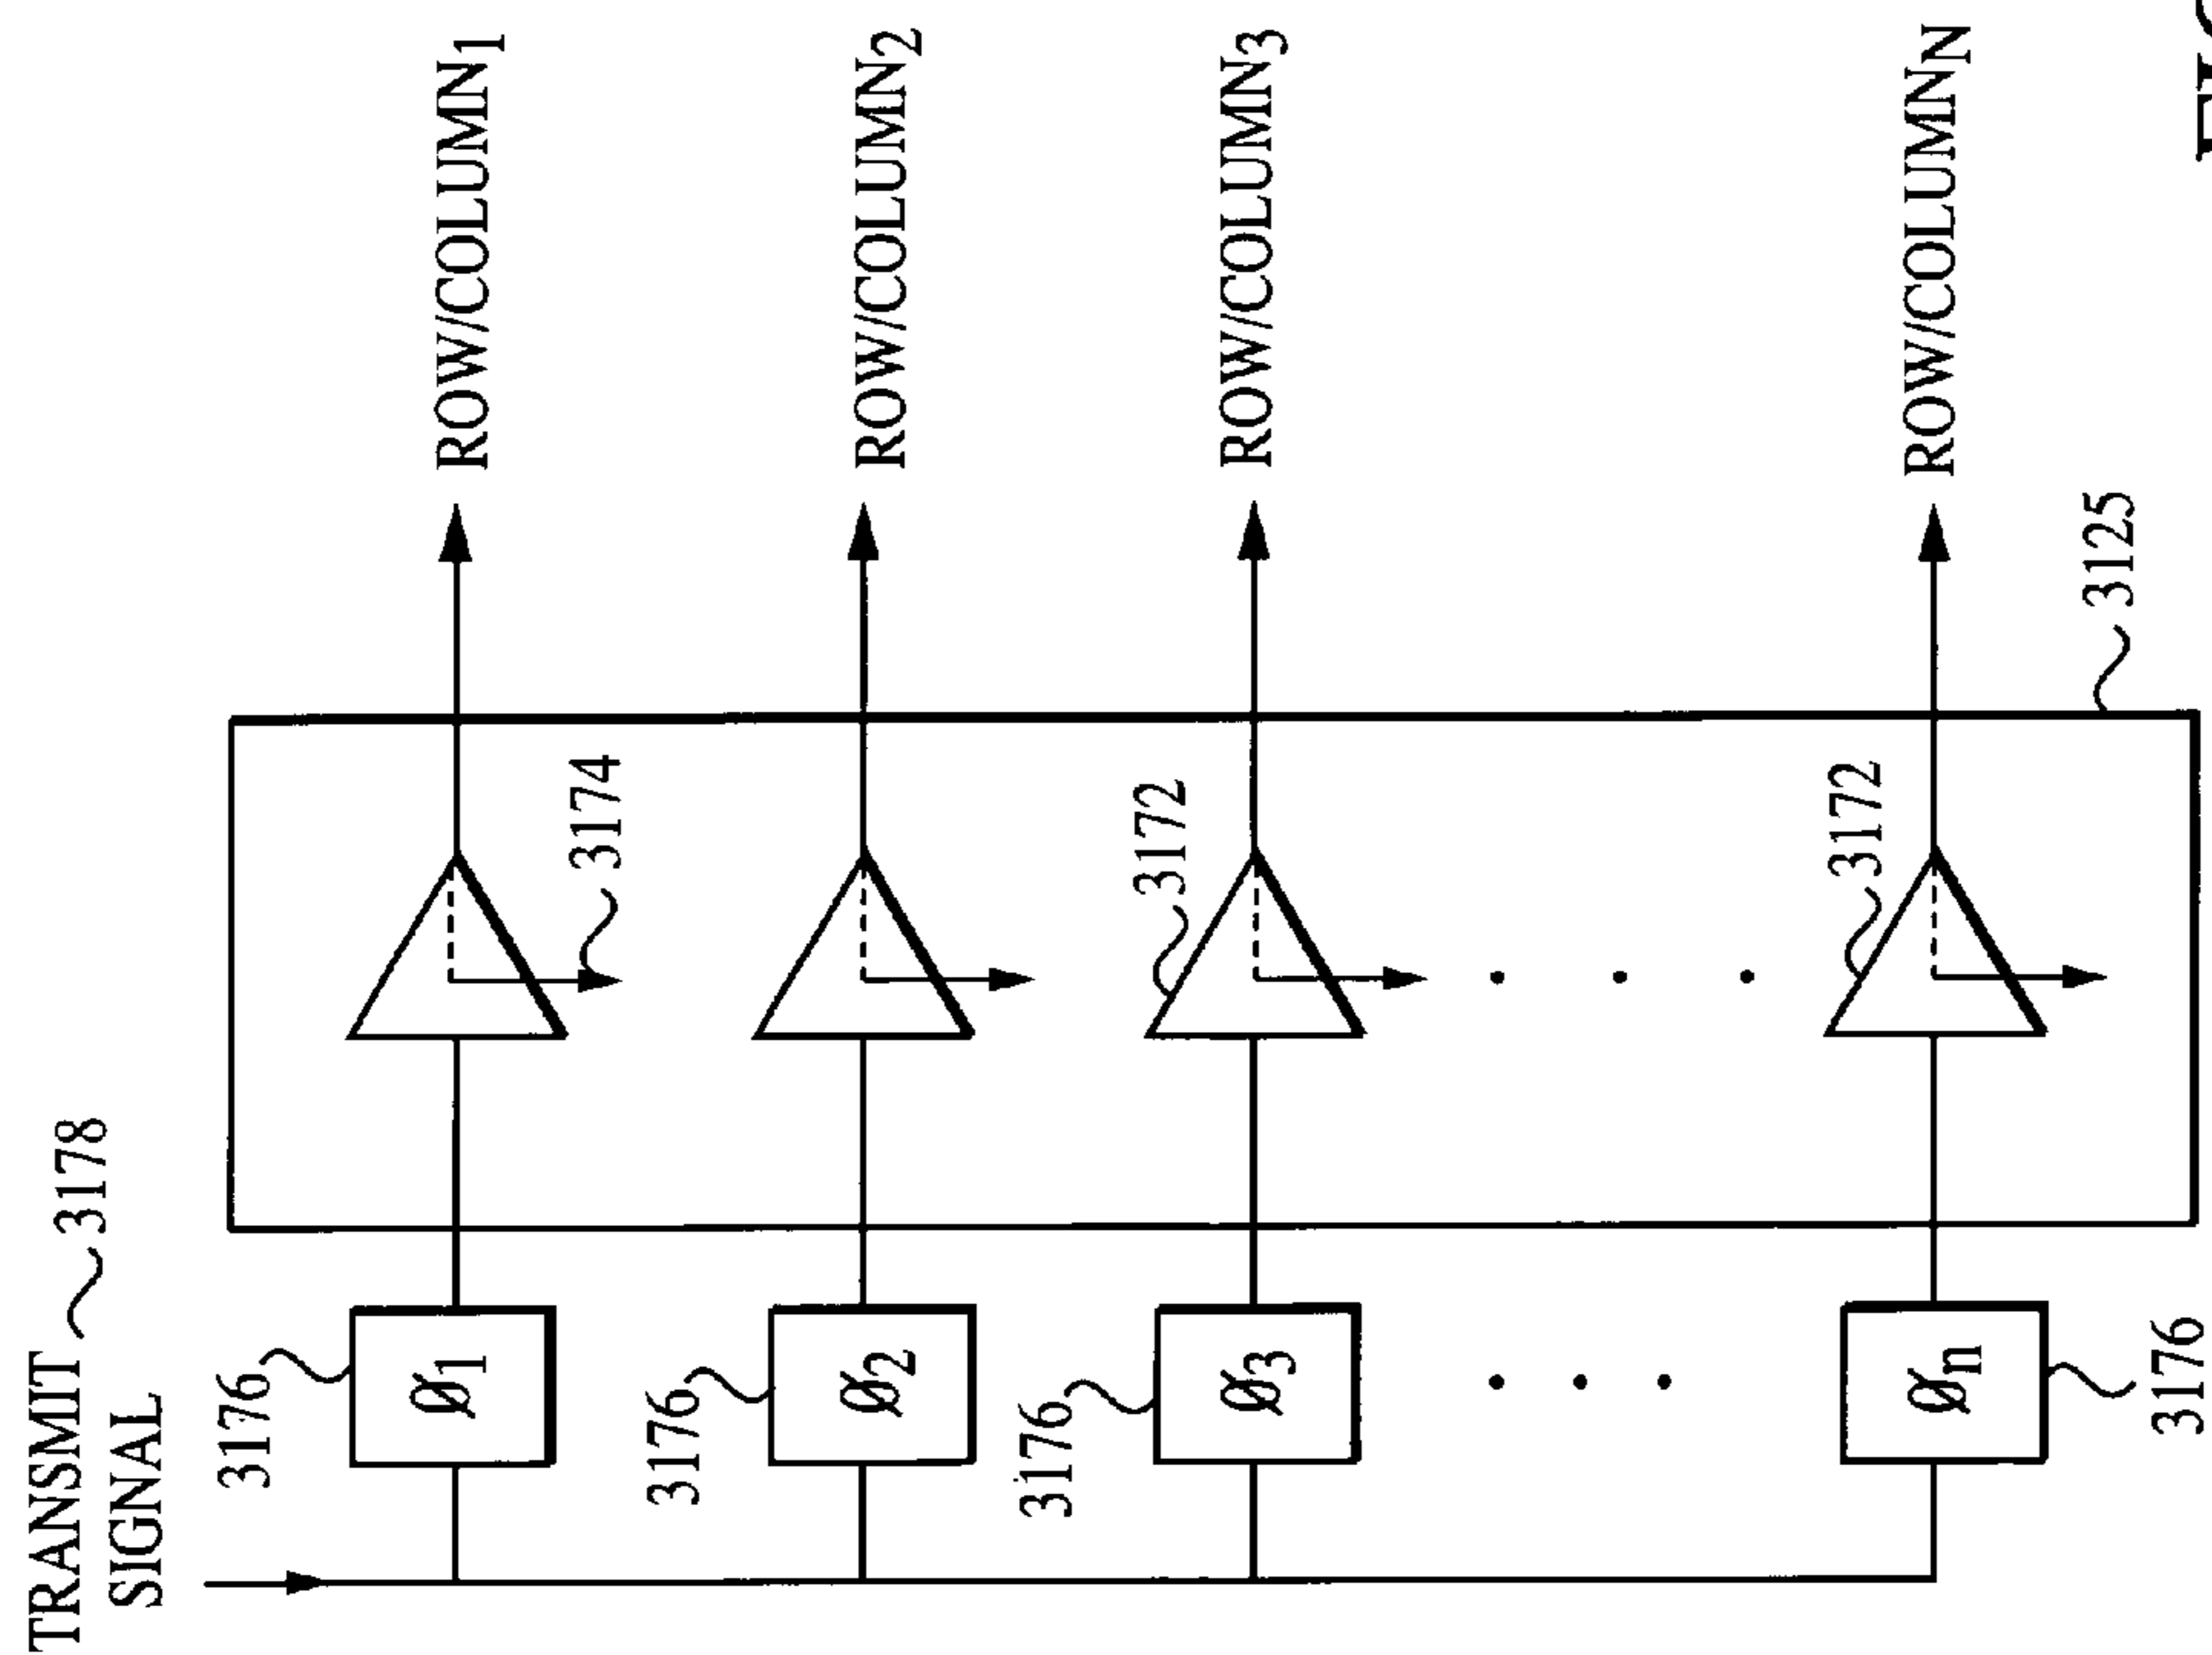 TRANSMIT
SIGNAL
3178
3176
Ø1
3174
ROW/COLUMN1
3176
Ø2
ROW/COLUMN2
3176
Ø3
3172
ROW/COLUMN3
3172
Øn
3176
ROW/COLUMNN
3125